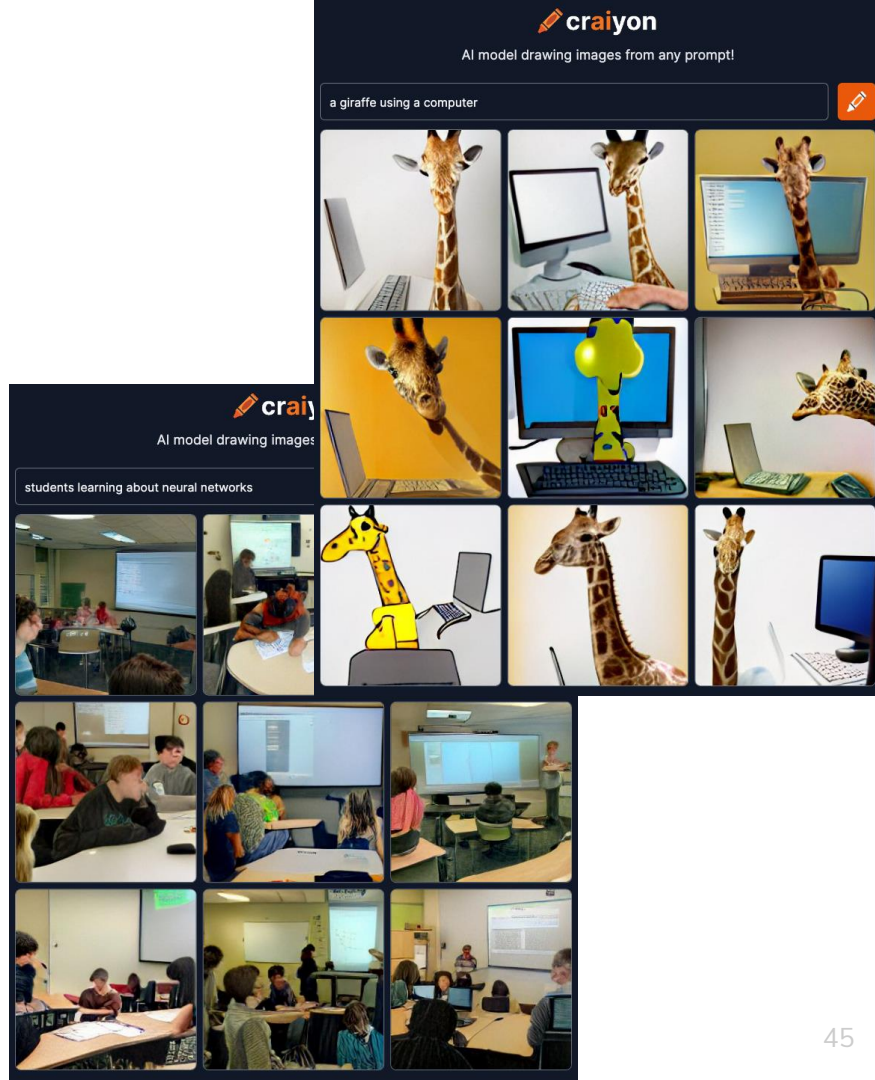 craiyon
AI model drawing images from any prompt!
a giraffe using a computer
craiy
AI model drawing images
students learning about neural networks
45